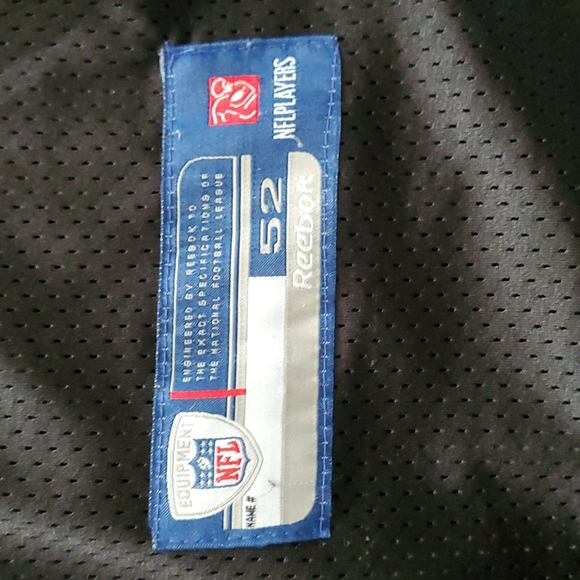 EQUIPMENT
NFL
ENGINEERED BY REEBOK TO
THE EXACT SPECIFICATIONS OF
THE NATIONAL FOOTBALL LEAGUE
52
Reebok
NAME #
NFLPLAYERS